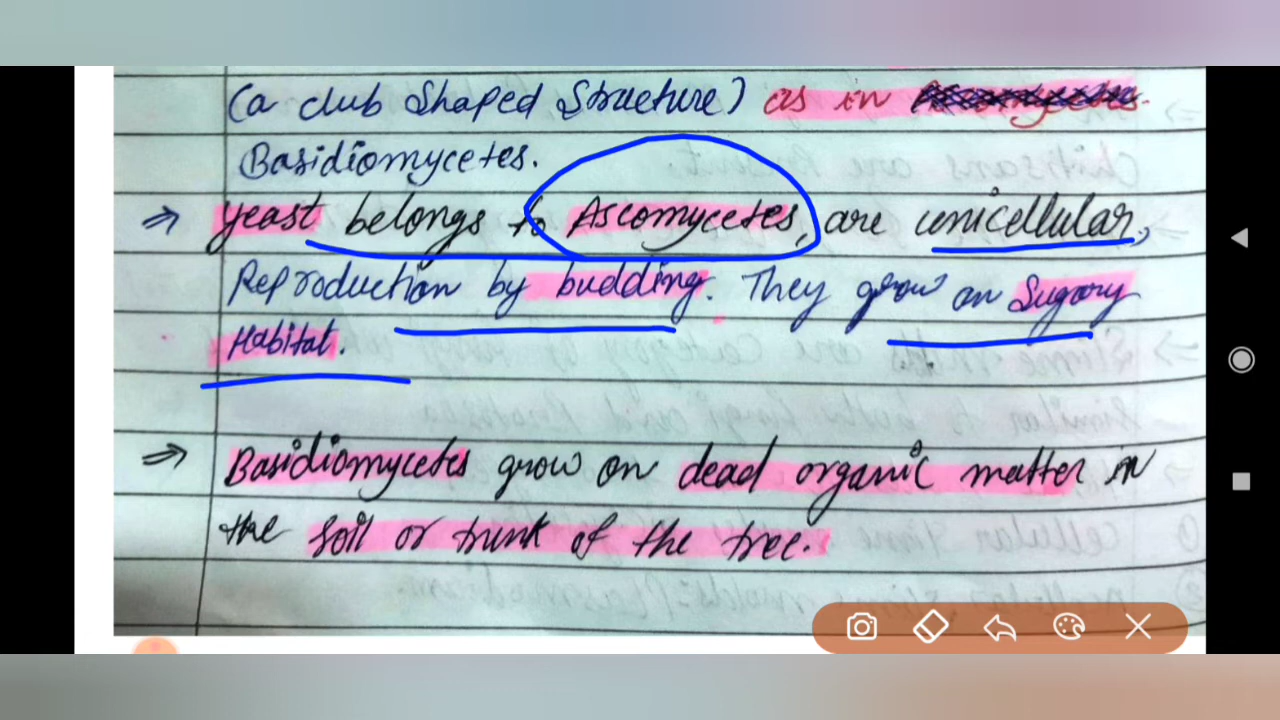 (a club Shaped Structure) as in
Basidiomycetes.
⇒ yeast belongs to Ascomycetes, are unicellular,
Reproduction by budding. They grow on Sugary
Habitat.
⇒ Basidiomycetes grow on dead organic matter in
the soil or trunk of the tree.